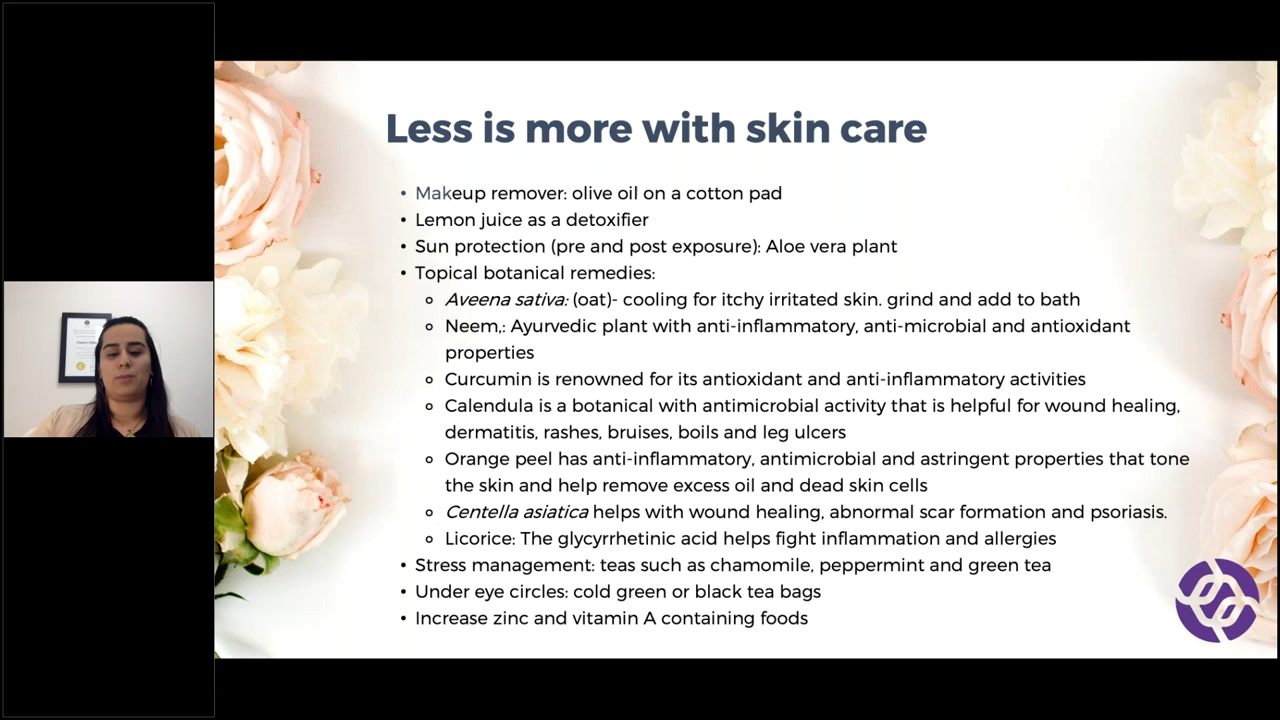 Less is more with skin care
• Makeup remover: olive oil on a cotton pad
• Lemon juice as a detoxifier
• Sun protection (pre and post exposure): Aloe vera plant
• Topical botanical remedies:
◦ Aveena sativa: (oat)- cooling for itchy irritated skin. grind and add to bath
◦ Neem,: Ayurvedic plant with anti-inflammatory, anti-microbial and antioxidant
properties
◦ Curcumin is renowned for its antioxidant and anti-inflammatory activities
◦ Calendula is a botanical with antimicrobial activity that is helpful for wound healing,
dermatitis, rashes, bruises, boils and leg ulcers
◦ Orange peel has anti-inflammatory, antimicrobial and astringent properties that tone
the skin and help remove excess oil and dead skin cells
◦ Centella asiatica helps with wound healing, abnormal scar formation and psoriasis.
◦ Licorice: The glycyrrhetinic acid helps fight inflammation and allergies
• Stress management: teas such as chamomile, peppermint and green tea
• Under eye circles: cold green or black tea bags
• Increase zinc and vitamin A containing foods